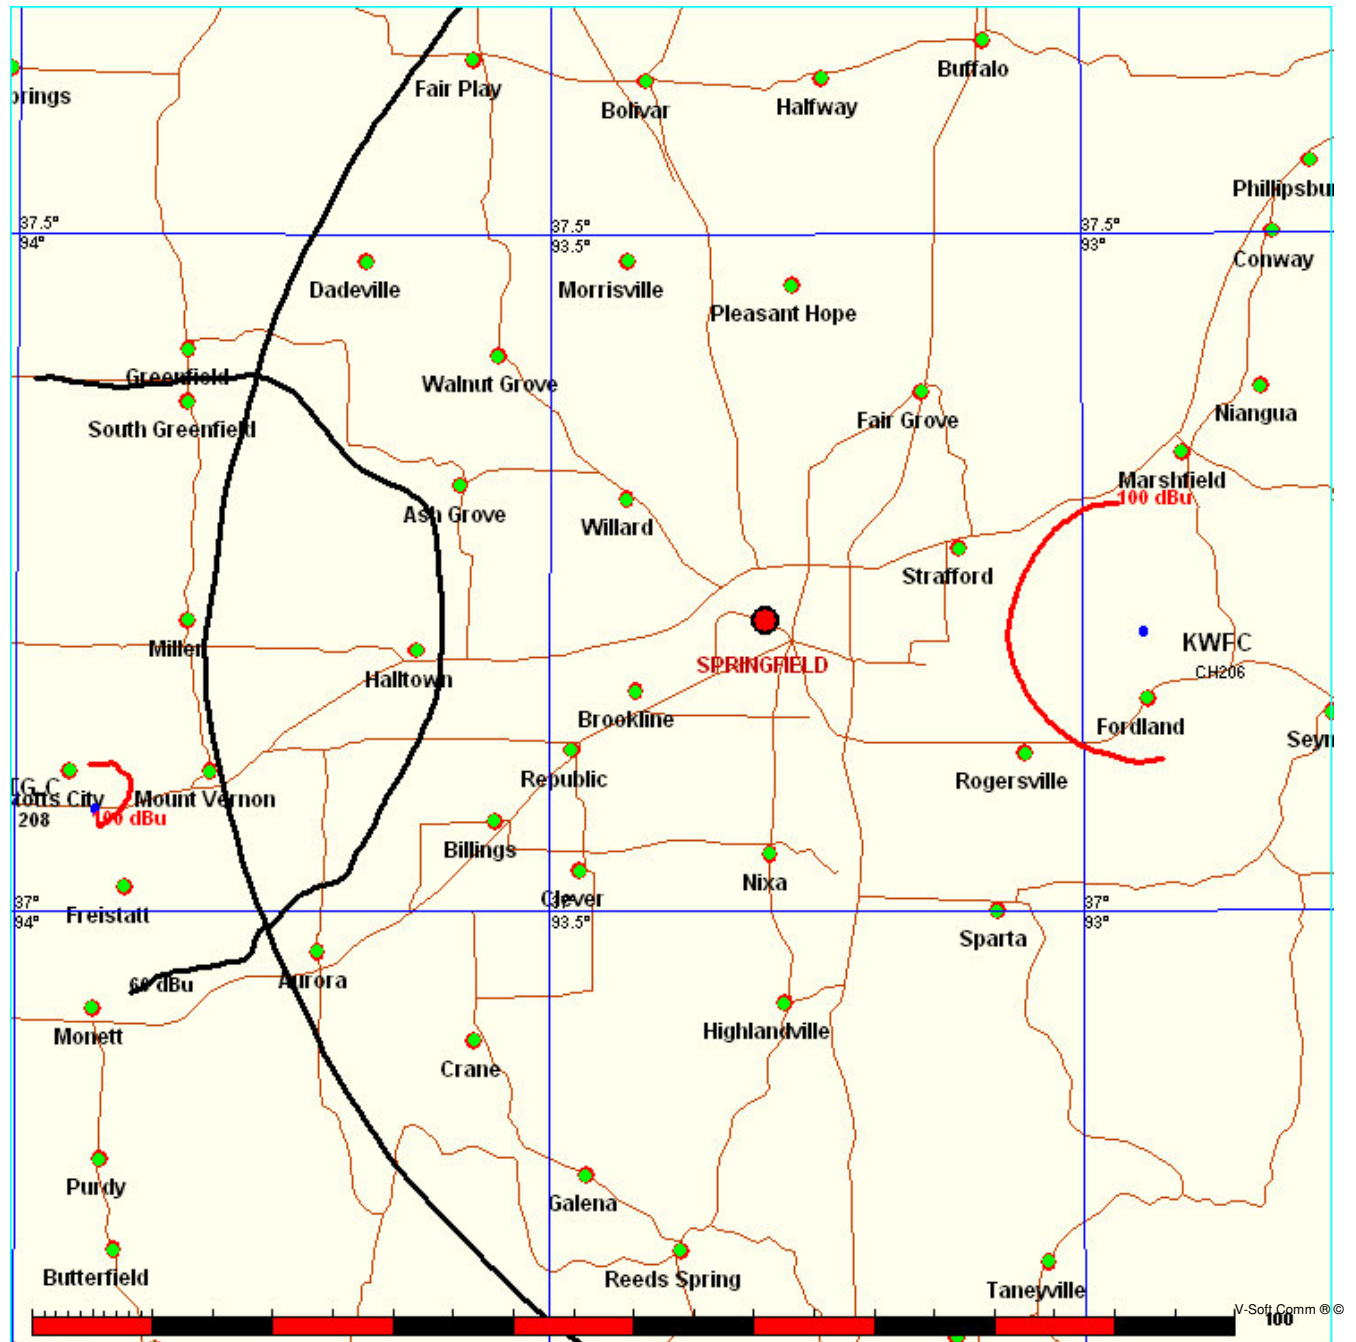 Buffalo
Fair Play
Bolivar
Halfway
prings
Phillipsbur
37.5°
94°
37.5°
93.5°
37.5°
93°
Conway
Dadeville
Morrisville
Pleasant Hope
Greenfield
Walnut Grove
South Greenfield
Fair Grove
Niangua
Marshfield
100 dBu
Ash Grove
Willard
Strafford
Miller
Halltown
SPRINGFIELD
KWFC
CH206
Brookline
Fordland
Seym
Republic
Rogersville
G.C
totts City
Mount Vernon
208
100 dBu
Billings
Nixa
Clever
Freistatt
37°
94°
93.5°
37°
93°
Sparta
60 dBu
Aurora
Monett
Highlandville
Crane
Purdy
Galena
Butterfield
Reeds Spring
Taneyville
V-Soft Comm ® ©
100